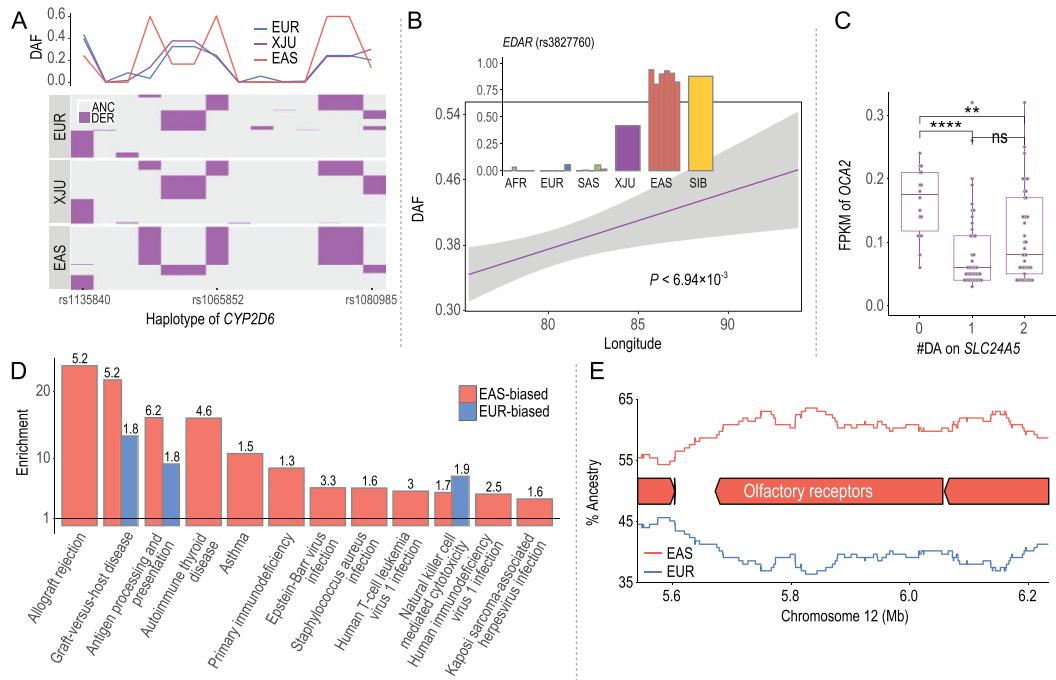 A
0.6
0.4
0.2
0.0
DAF
EUR
XJU
EAS
ANC
DER
EUR
XJU
EAS
rs1135840
rs1065852
rs1080985
Haplotype of CYP2D6
B
EDAR (rs3827760)
1.00
0.75
0.50
0.25
0.00
AFR
EUR
SAS
XJU
EAS
SIB
0.54
0.46
0.38
0.30
DAF
P < 6.94×10-3
80
85
90
Longitude
C
**
****
ns
0.3
0.2
0.1
0.0
FPKM of OCA2
0
1
2
#DA on SLC24A5
D
EAS-biased
EUR-biased
20
10
1
Enrichment
5.2
5.2
1.8
6.2
1.8
4.6
1.5
1.3
3.3
1.6
3
1.7
1.9
2.5
1.6
Allograft rejection
Graft-versus-host disease
Antigen processing and
presentation
Autoimmune thyroid
disease
Asthma
Primary immunodeficiency
Epstein-Barr virus
infection
Staphylococcus aureus
infection
Human T-cell leukemia
virus 1 infection
Natural killer cell
mediated cytotoxicity
Human immunodeficiency
virus 1 infection
Kaposi sarcoma-associated
herpesvirus infection
E
65
55
45
35
% Ancestry
Olfactory receptors
EAS
EUR
5.6
5.8
6.0
6.2
Chromosome 12 (Mb)